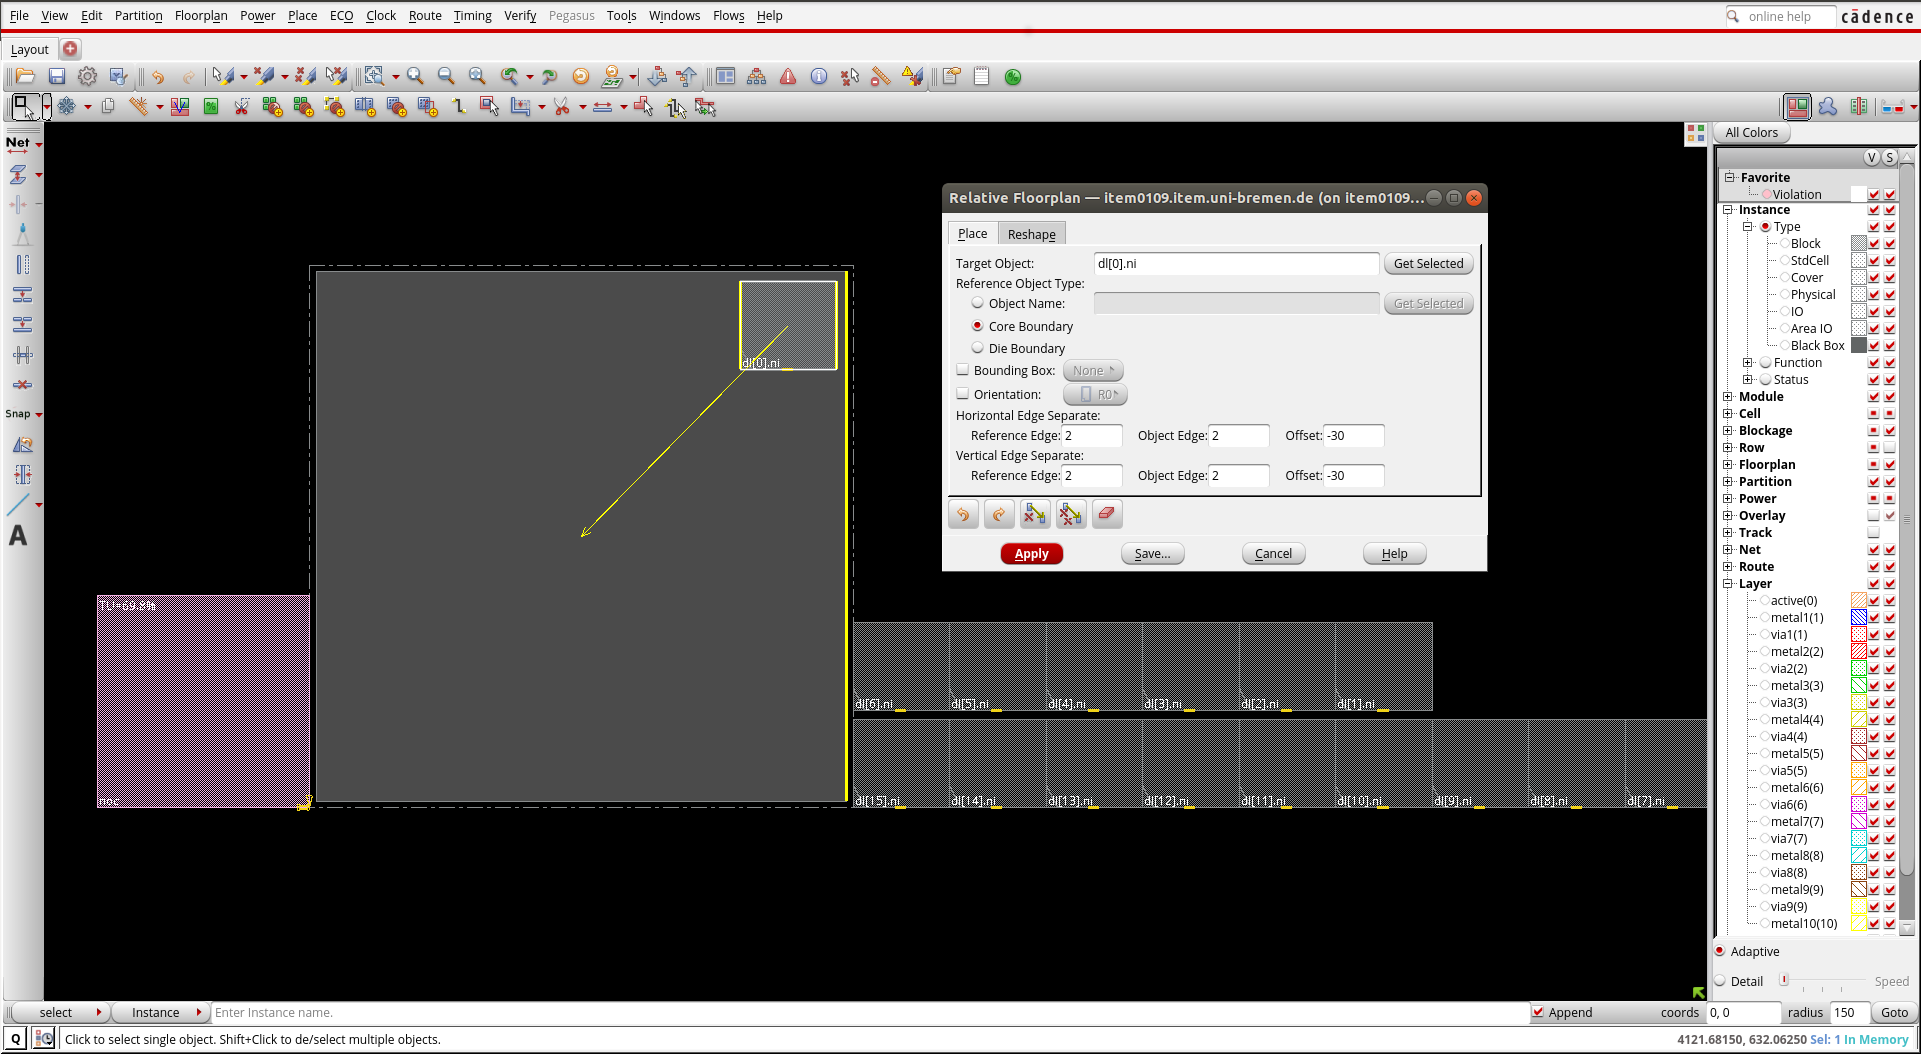 File View Edit Partition Floorplan Power Place ECO Clock Route Timing Verify Pegasus Tools Windows Flows Help online help cādence
Layout
Net
Snap
A
All Colors
V S
Favorite
Violation
Instance
Type
Block
StdCell
Cover
Physical
IO
Area IO
Black Box
Function
Status
Module
Cell
Blockage
Row
Floorplan
Partition
Power
Overlay
Track
Net
Route
Layer
active(0)
metal1(1)
via1(1)
metal2(2)
via2(2)
metal3(3)
via3(3)
metal4(4)
via4(4)
metal5(5)
via5(5)
metal6(6)
via6(6)
metal7(7)
via7(7)
metal8(8)
via8(8)
metal9(9)
via9(9)
metal10(10)
Adaptive
Detail Speed
Relative Floorplan — item0109.item.uni-bremen.de (on item0109...
Place Reshape
Target Object: dl[0].ni Get Selected
Reference Object Type:
Object Name: Get Selected
Core Boundary
Die Boundary
Bounding Box: None
Orientation: R0
Horizontal Edge Separate:
Reference Edge: 2 Object Edge: 2 Offset: -30
Vertical Edge Separate:
Reference Edge: 2 Object Edge: 2 Offset: -30
Apply Save... Cancel Help
dl[0].ni
noc
dl[6].ni dl[5].ni dl[4].ni dl[3].ni dl[2].ni dl[1].ni
dl[15].ni dl[14].ni dl[13].ni dl[12].ni dl[11].ni dl[10].ni dl[9].ni dl[8].ni dl[7].ni
select Instance Enter Instance name. Append coords 0, 0 radius 150 Goto
Q Click to select single object. Shift+Click to de/select multiple objects. 4121.68150, 632.06250 Sel: 1 In Memory